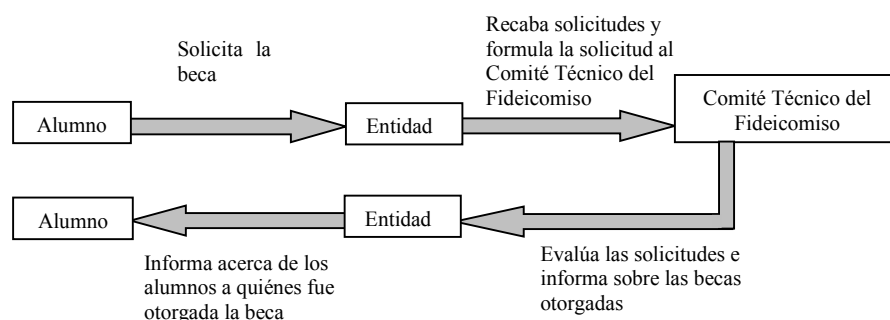 Solicita la
beca
Recaba solicitudes y
formula la solicitud al
Comité Técnico del
Fideicomiso
Alumno
Entidad
Comité Técnico del
Fideicomiso
Alumno
Entidad
Informa acerca de los
alumnos a quiénes fue
otorgada la beca
Evalúa las solicitudes e
informa sobre las becas
otorgadas